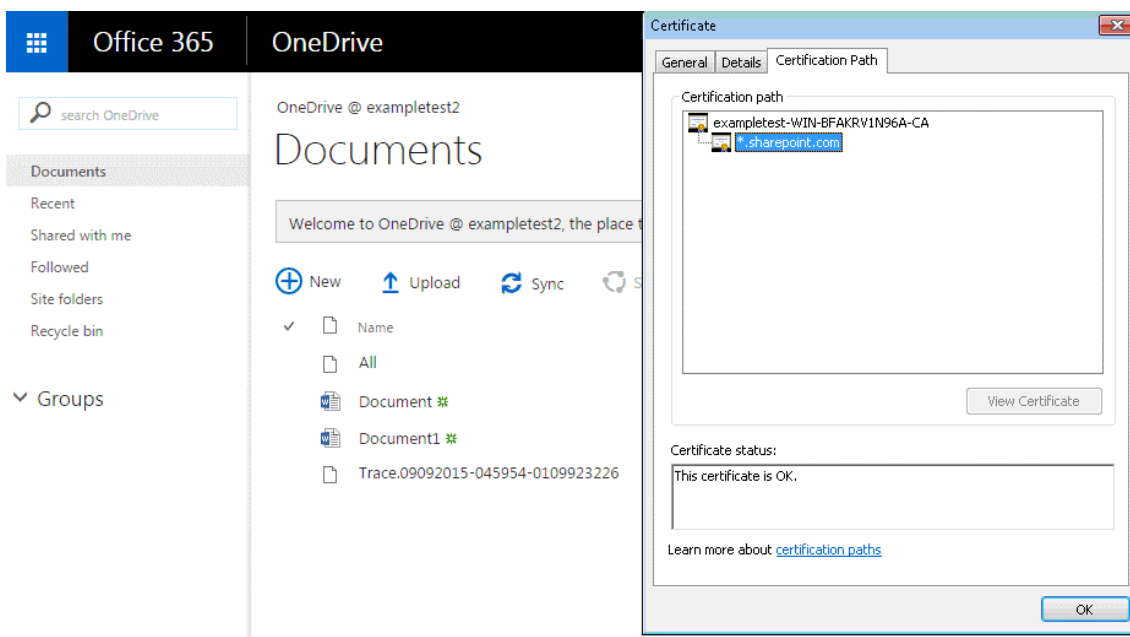 Office 365
OneDrive
search OneDrive
Documents
Recent
Shared with me
Followed
Site folders
Recycle bin
Groups
OneDrive @ exampletest2
Documents
Welcome to OneDrive @ exampletest2, the place t
New
Upload
Sync
S
Name
All
Document
Document1
Trace.09092015-045954-0109923226
Certificate
General
Details
Certification Path
Certification path
exampletest-WIN-BFAKRV1N96A-CA
*.sharepoint.com
View Certificate
Certificate status:
This certificate is OK.
Learn more about certification paths
OK